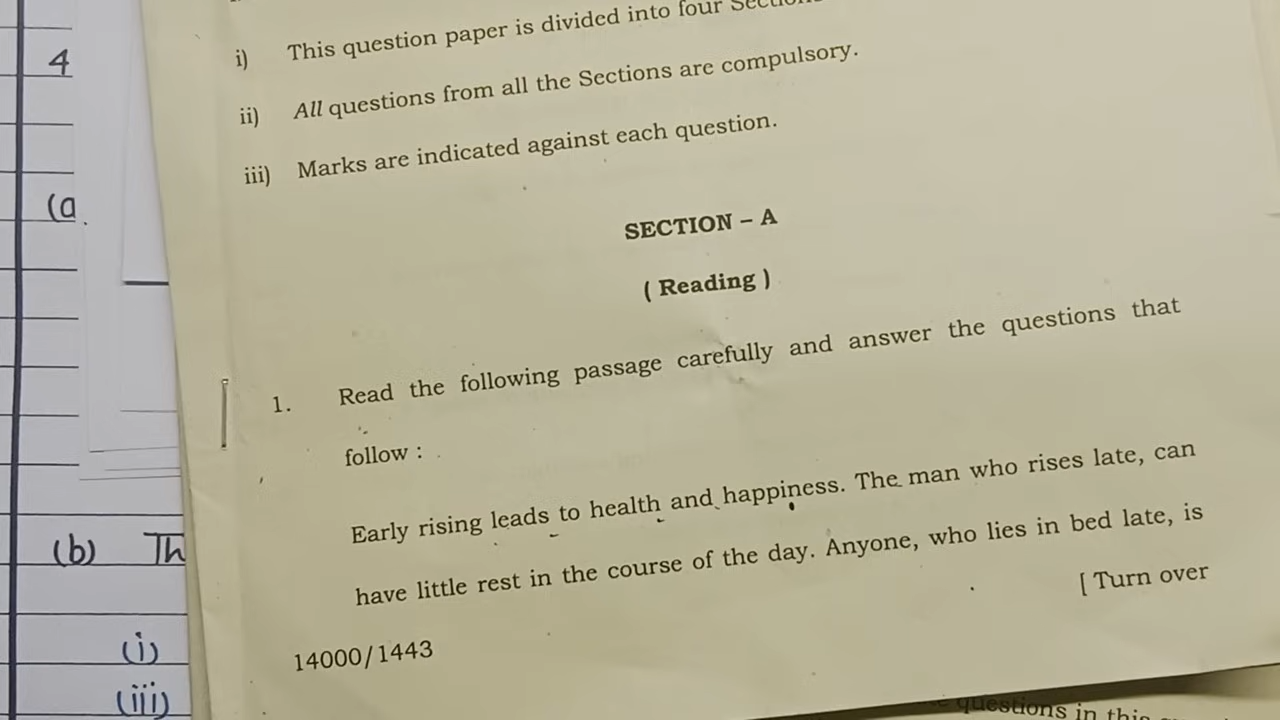 i) This question paper is divided into four
ii) All questions from all the Sections are compulsory.
iii) Marks are indicated against each question.
SECTION – A
( Reading )
1. Read the following passage carefully and answer the questions that
follow :
Early rising leads to health and happiness. The man who rises late, can
have little rest in the course of the day. Anyone, who lies in bed late, is
[ Turn over
14000/1443
questions in this
4
(a
(b) Th
(i)
(iii)